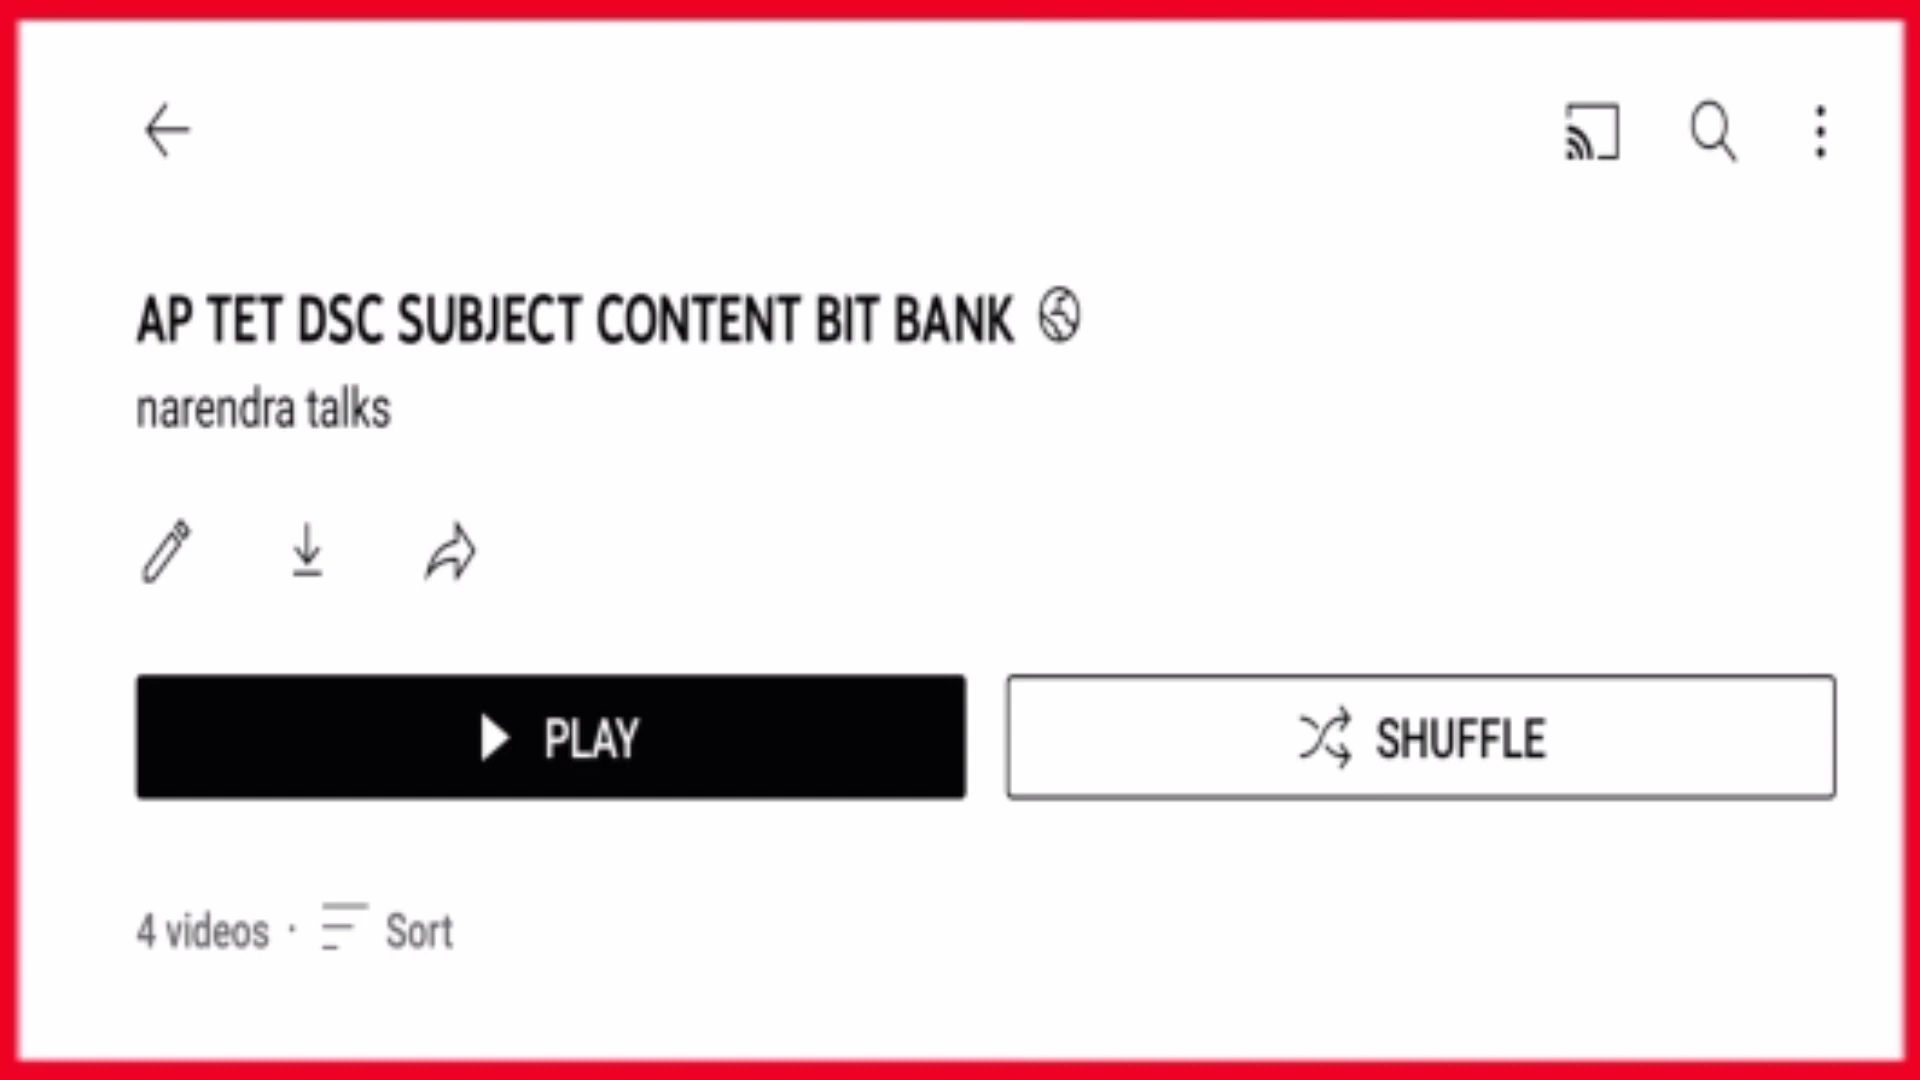 AP TET DSC SUBJECT CONTENT BIT BANK
narendra talks
PLAY
SHUFFLE
4 videos · Sort